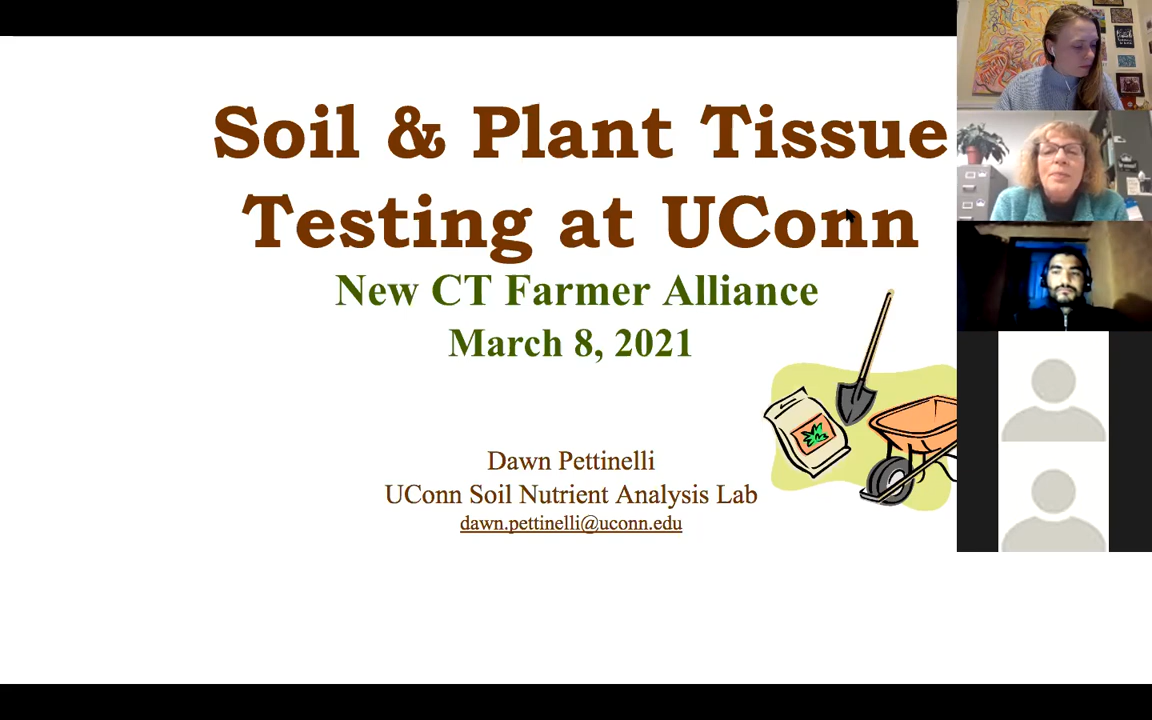 Soil & Plant Tissue
Testing at UConn
New CT Farmer Alliance
March 8, 2021
Dawn Pettinelli
UConn Soil Nutrient Analysis Lab
dawn.pettinelli@uconn.edu